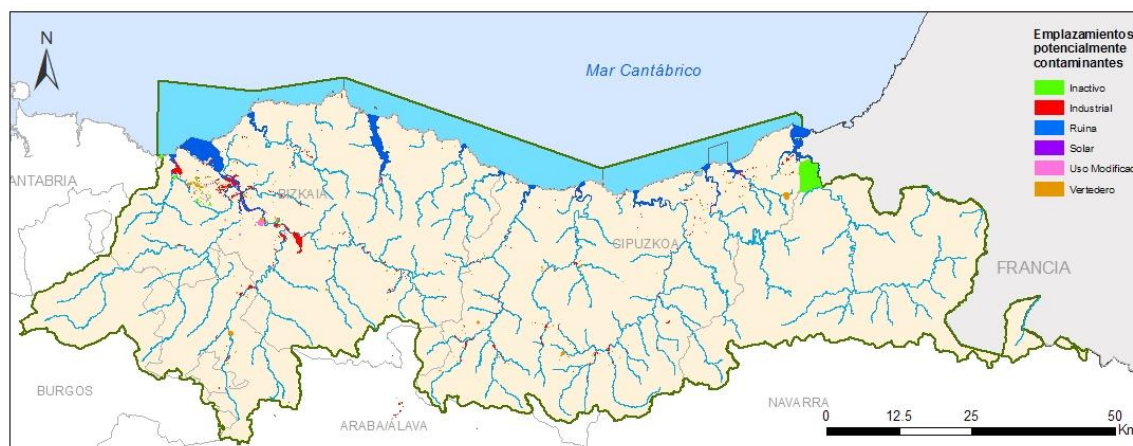 N
Mar Cantábrico
Emplazamientos
potencialmente
contaminantes
Inactivo
Industrial
Ruina
Solar
Uso Modificad
Vertedero
ANTABRIA
BIZKAIA
GIPUZKOA
FRANCIA
BURGOS
ARABA/ÁLAVA
NAVARRA
0 12.5 25 50
Km